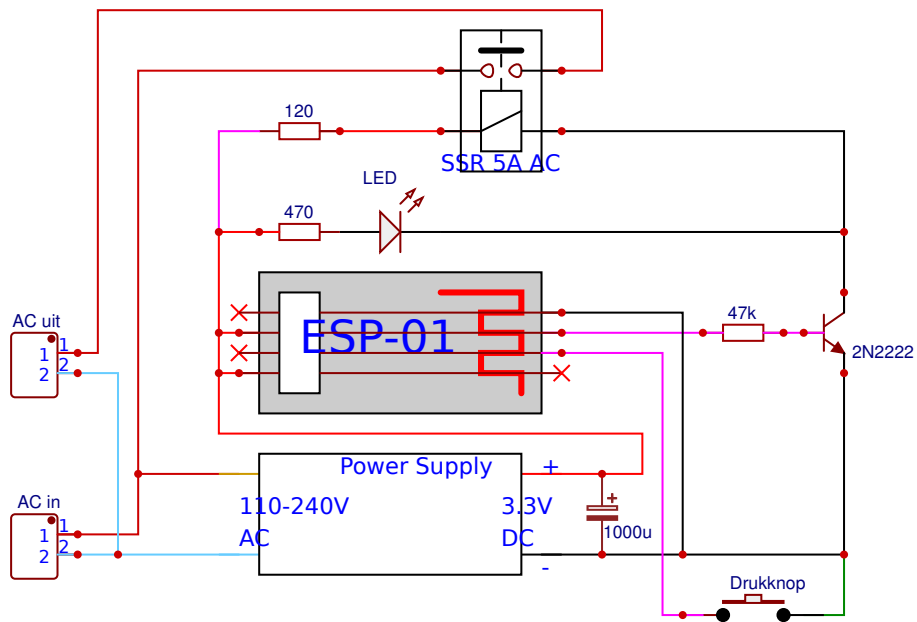 120
SSR 5A AC
LED
470
ESP-01
47k
2N2222
AC uit
1 1
2 2
Power Supply +
110-240V 3.3V
AC DC
-
1000u
AC in
1 1
2 2
+
Drukknop